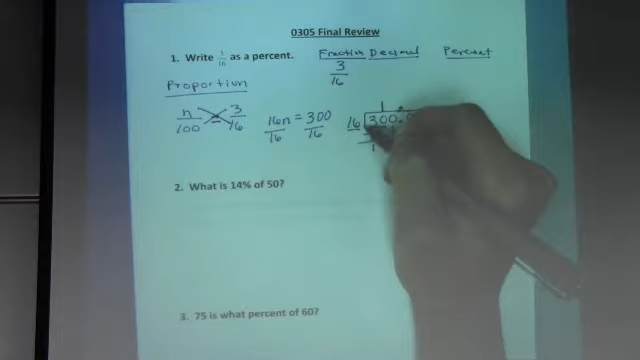 0305 Final Review
1. Write 3/16 as a percent. Fraction Decimal Percent
3/16
Proportion
n/100 = 3/16 16n/16 = 300/16 16 300.
1
2. What is 14% of 50?
3. 75 is what percent of 60?